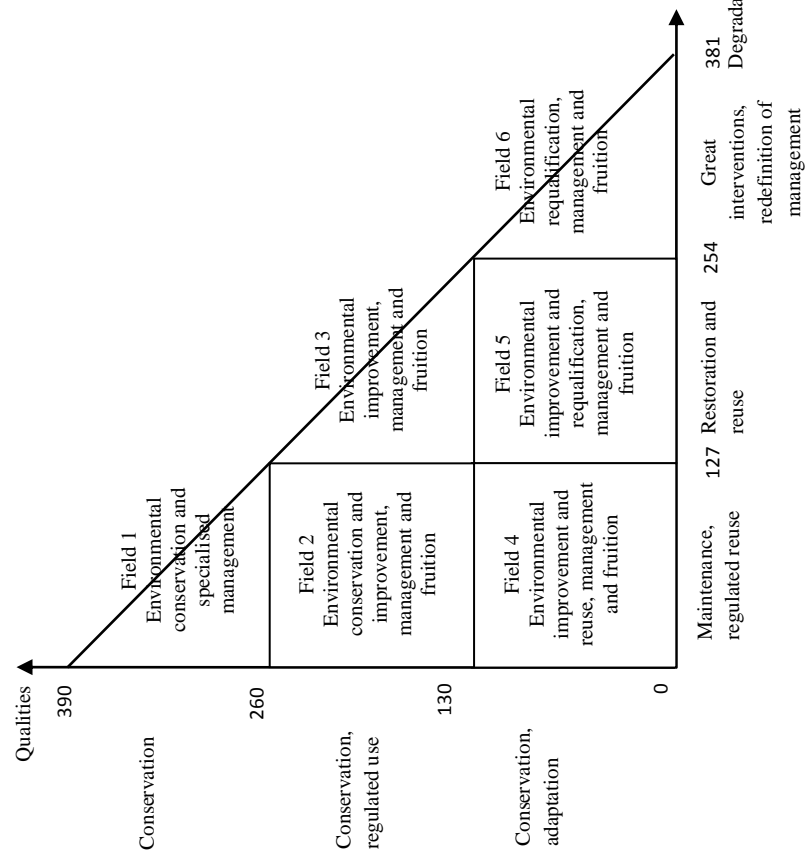 Qualities
390
260
130
0
Conservation
Conservation,
regulated use
Conservation,
adaptation
Field 1
Environmental
conservation and
specialised
management
Field 2
Environmental
conservation and
improvement,
management and
fruition
Field 3
Environmental
improvement,
management and
fruition
Field 4
Environmental
improvement and
reuse, management
and fruition
Field 5
Environmental
improvement and
requalification,
management and
fruition
Field 6
Environmental
requalification,
management and
fruition
127
254
381
Degrada
Maintenance,
regulated reuse
Restoration and
reuse
Great
interventions,
redefinition of
management